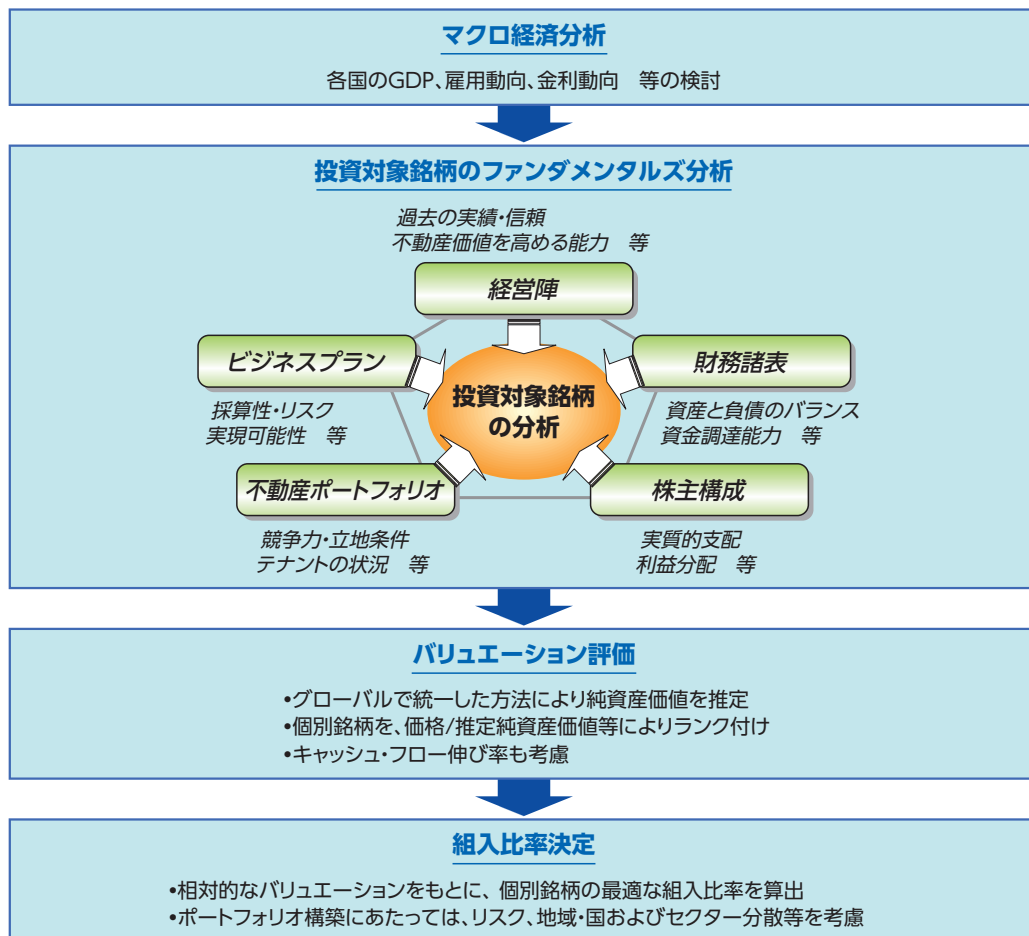 マクロ経済分析
各国のGDP、雇用動向、金利動向　等の検討
投資対象銘柄のファンダメンタルズ分析
過去の実績・信頼
不動産価値を高める能力　等
経営陣
ビジネスプラン
採算性・リスク
実現可能性　等
財務諸表
資産と負債のバランス
資金調達能力　等
投資対象銘柄
の分析
不動産ポートフォリオ
競争力・立地条件
テナントの状況　等
株主構成
実質的支配
利益分配　等
バリュエーション評価
•グローバルで統一した方法により純資産価値を推定
•個別銘柄を、価格/推定純資産価値等によりランク付け
•キャッシュ・フロー伸び率も考慮
組入比率決定
•相対的なバリュエーションをもとに、個別銘柄の最適な組入比率を算出
•ポートフォリオ構築にあたっては、リスク、地域・国およびセクター分散等を考慮